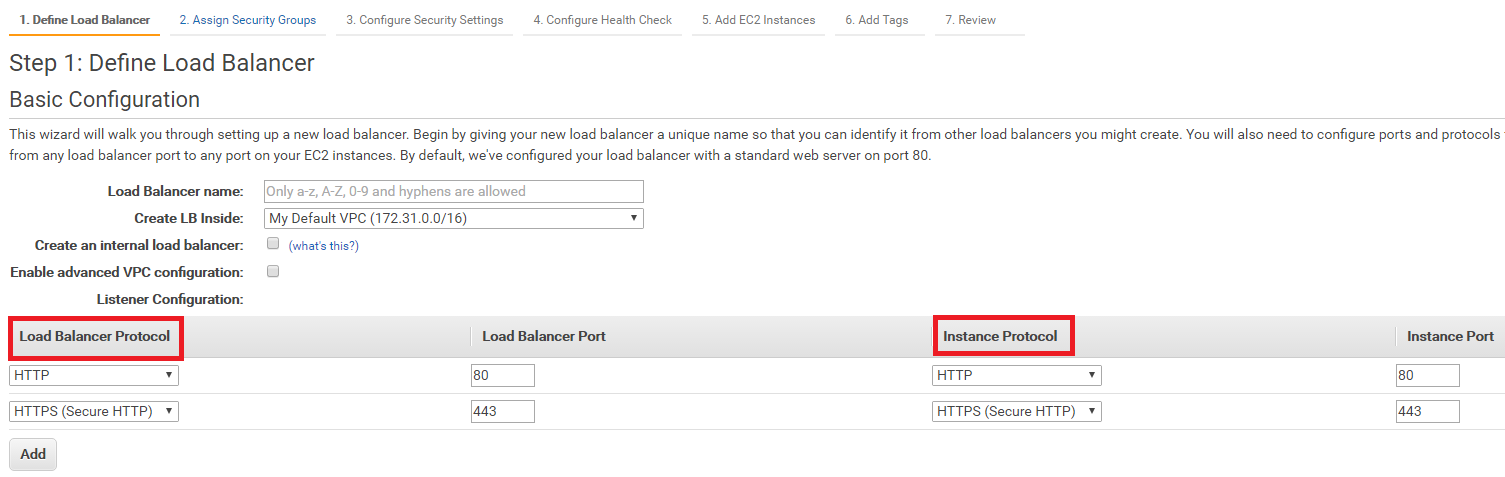 1. Define Load Balancer 2. Assign Security Groups 3. Configure Security Settings 4. Configure Health Check 5. Add EC2 Instances 6. Add Tags 7. Review
Step 1: Define Load Balancer
Basic Configuration
This wizard will walk you through setting up a new load balancer. Begin by giving your new load balancer a unique name so that you can identify it from other load balancers you might create. You will also need to configure ports and protocols
from any load balancer port to any port on your EC2 instances. By default, we've configured your load balancer with a standard web server on port 80.
Load Balancer name: Only a-z, A-Z, 0-9 and hyphens are allowed
Create LB Inside: My Default VPC (172.31.0.0/16)
Create an internal load balancer: (what's this?)
Enable advanced VPC configuration:
Listener Configuration:
Load Balancer Protocol Load Balancer Port Instance Protocol Instance Port
HTTP 80 HTTP 80
HTTPS (Secure HTTP) 443 HTTPS (Secure HTTP) 443
Add